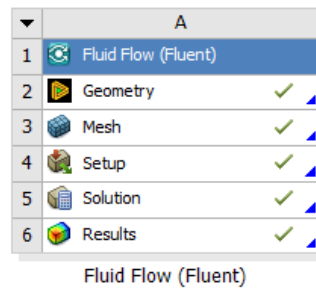 A
1 Fluid Flow (Fluent)
2 Geometry
3 Mesh
4 Setup
5 Solution
6 Results
Fluid Flow (Fluent)